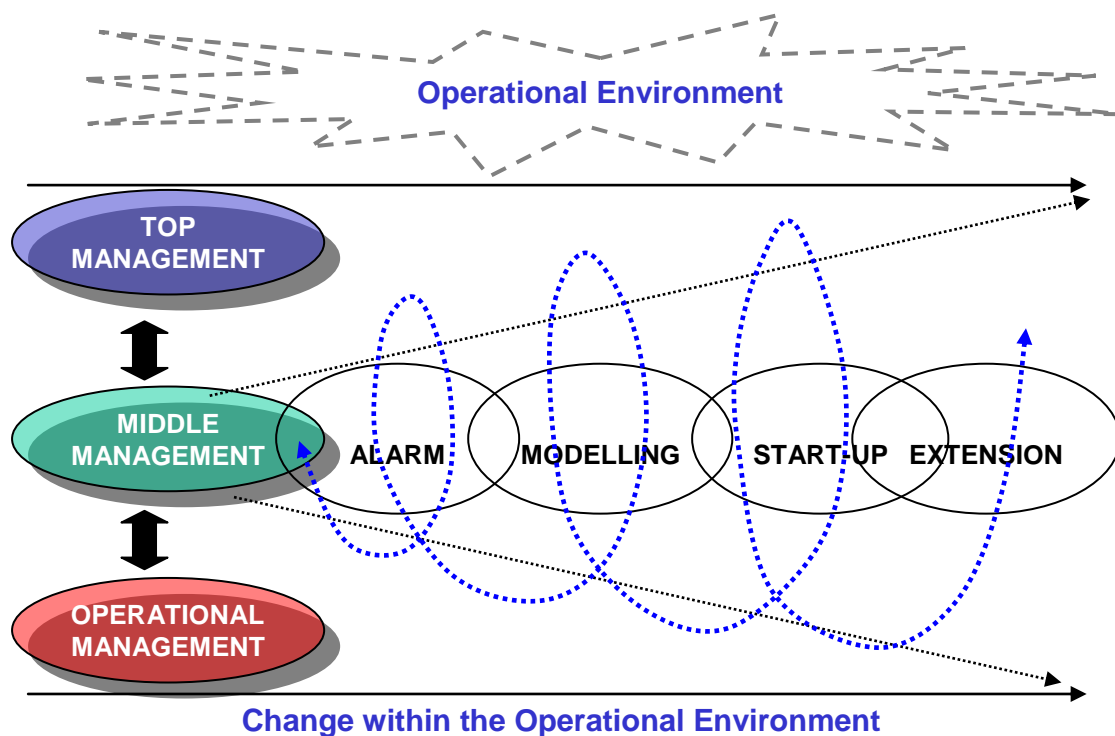 Operational Environment
TOP
MANAGEMENT
MIDDLE
MANAGEMENT
ALARM
MODELLING
START-UP
EXTENSION
OPERATIONAL
MANAGEMENT
Change within the Operational Environment